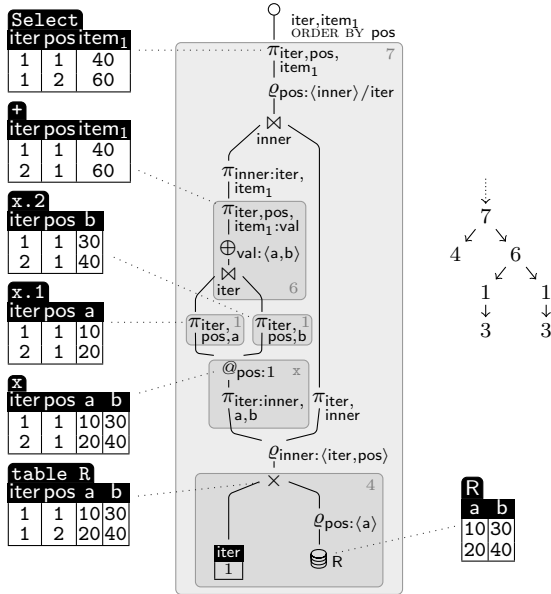 Select
iter pos item₁
1 1 40
1 2 60
+
iter pos item₁
1 1 40
2 1 60
x.2
iter pos b
1 1 30
2 1 40
x.1
iter pos a
1 1 10
2 1 20
x
iter pos a b
1 1 10 30
2 1 20 40
table R
iter pos a b
1 1 10 30
1 2 20 40
iter,item₁
ORDER BY pos
7
π iter,pos,
item₁
ϱ pos:⟨inner⟩/iter
⋈
inner
π inner:iter,
item₁
π iter,pos,
item₁:val
⊕ val:⟨a,b⟩
⋈
iter
6
π iter,
pos,a
1
π iter,
pos,b
1
@ pos:1
x
π iter:inner,
a,b
π iter,
inner
ϱ inner:⟨iter,pos⟩
×
4
ϱ pos:⟨a⟩
iter
1
R
7
4 6
1 1
3 3
R
a b
10 30
20 40